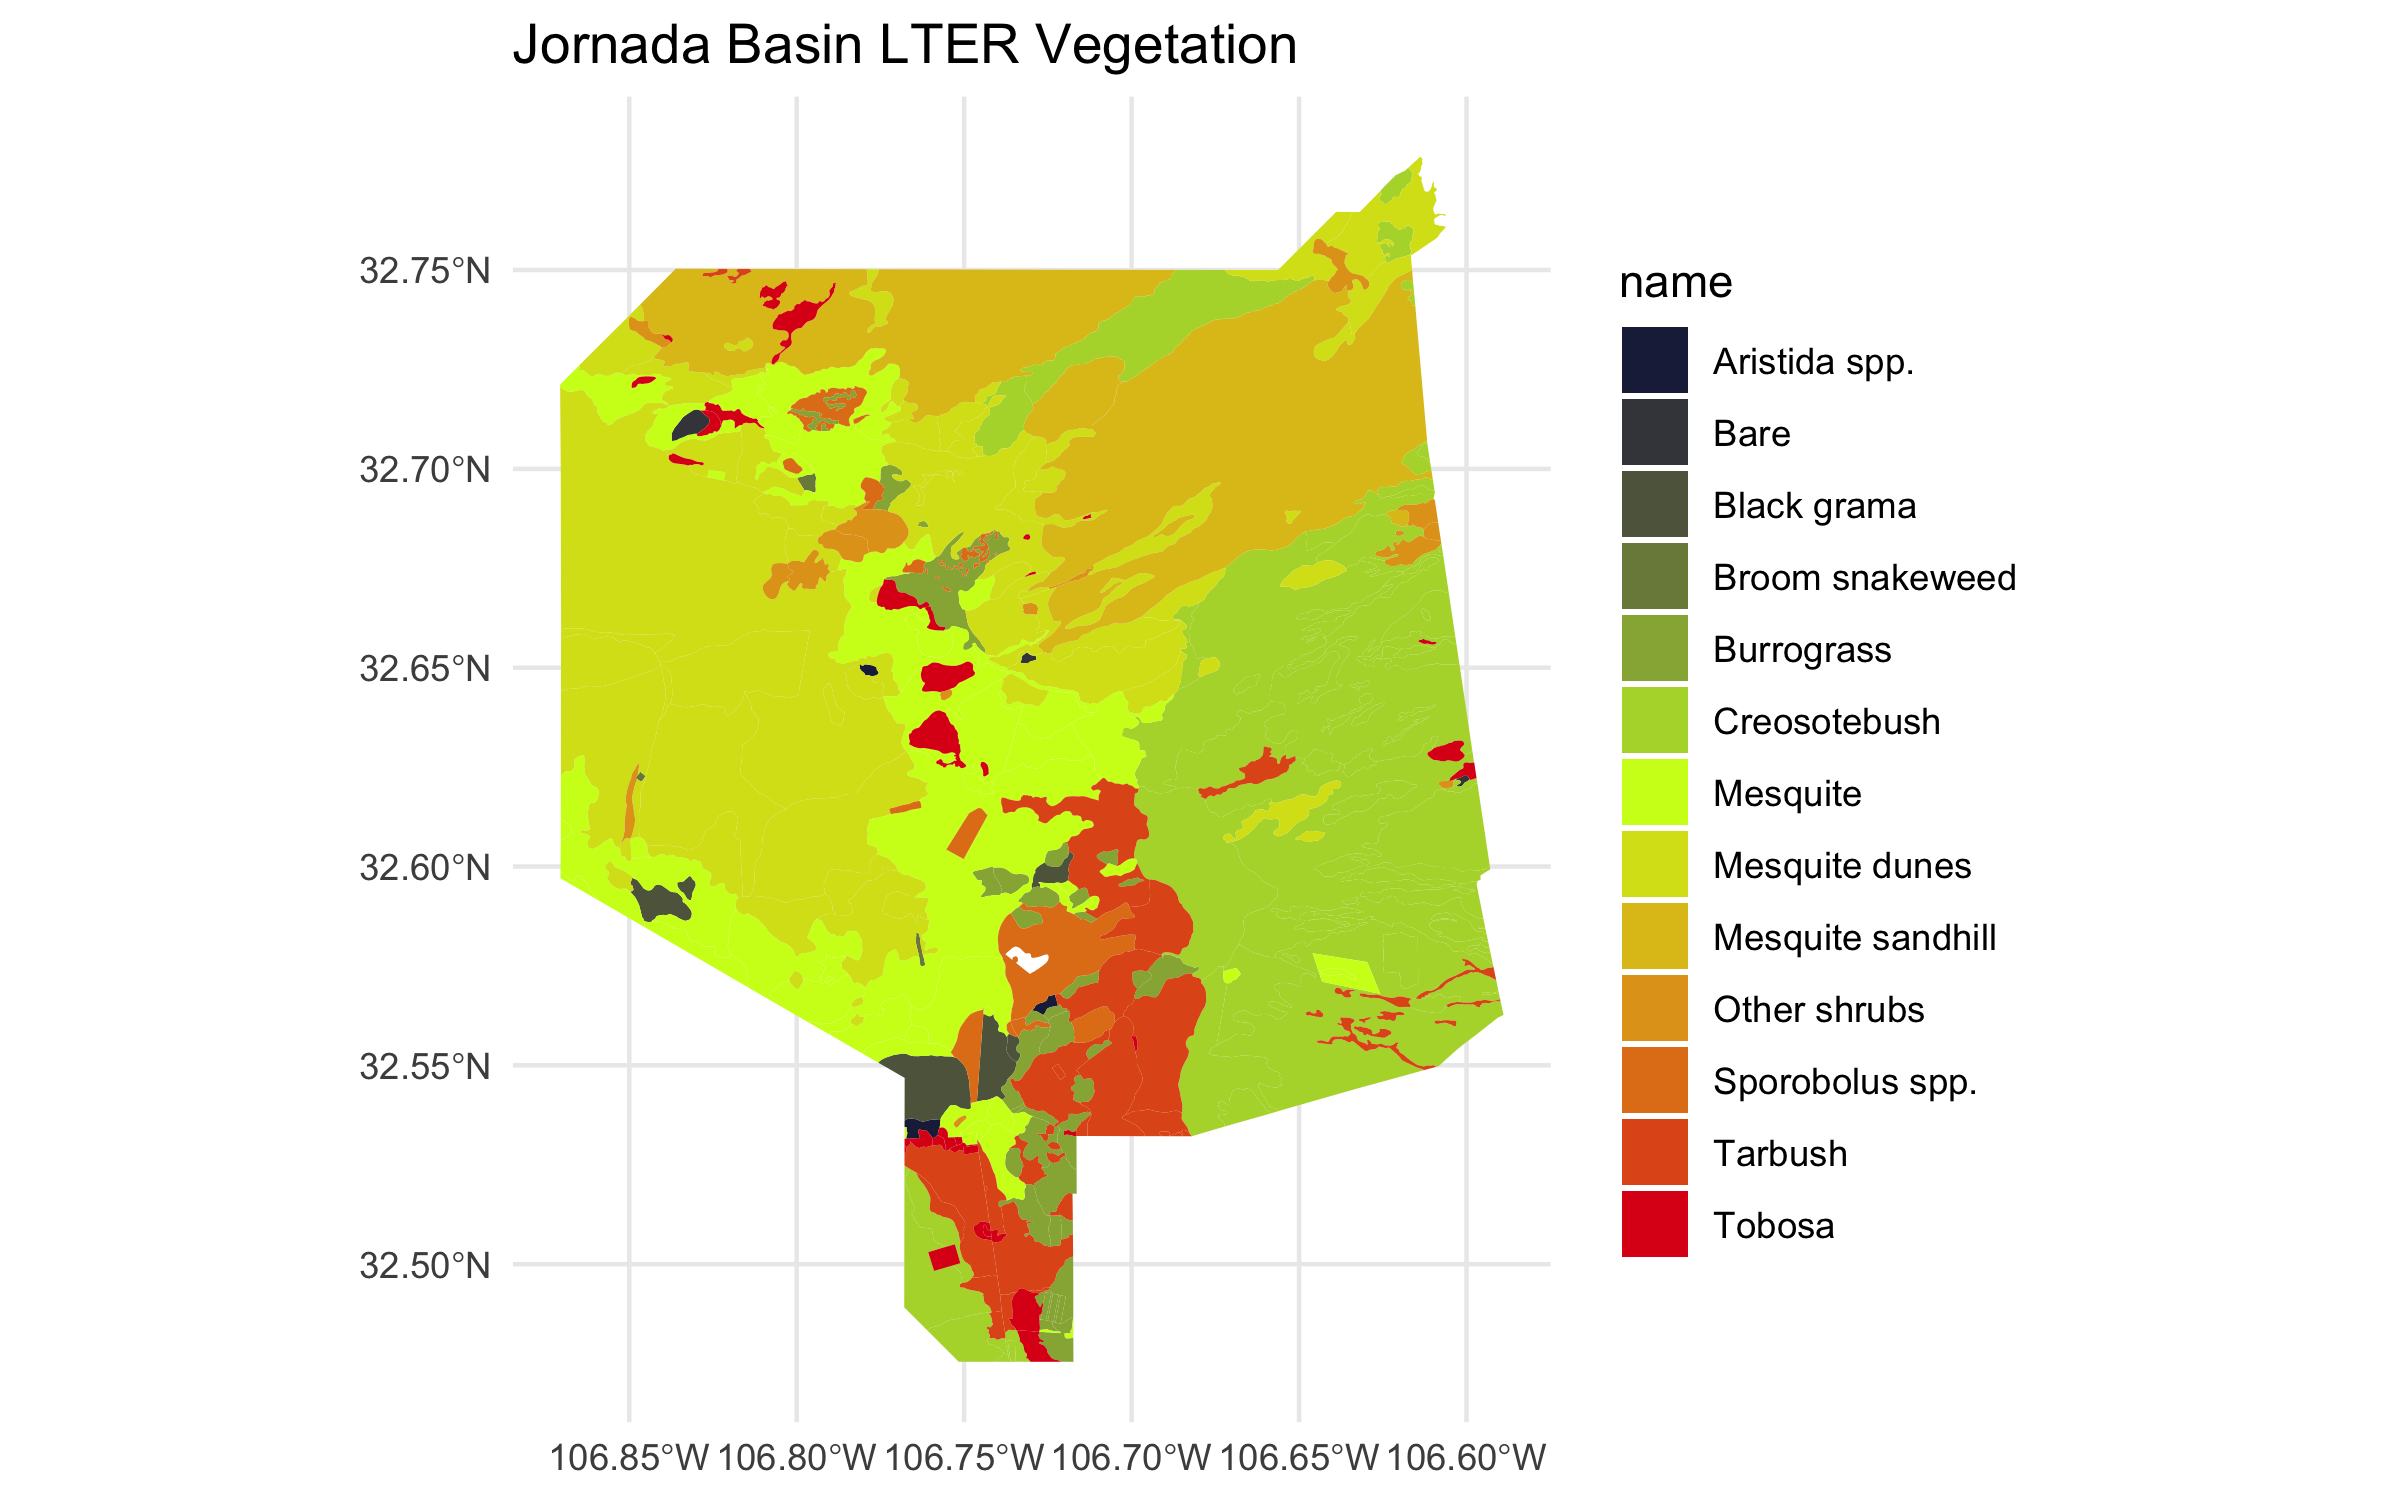 Jornada Basin LTER Vegetation
32.75°N
32.70°N
32.65°N
32.60°N
32.55°N
32.50°N
106.85°W 106.80°W 106.75°W 106.70°W 106.65°W 106.60°W
name
Aristida spp.
Bare
Black grama
Broom snakeweed
Burrograss
Creosotebush
Mesquite
Mesquite dunes
Mesquite sandhill
Other shrubs
Sporobolus spp.
Tarbush
Tobosa